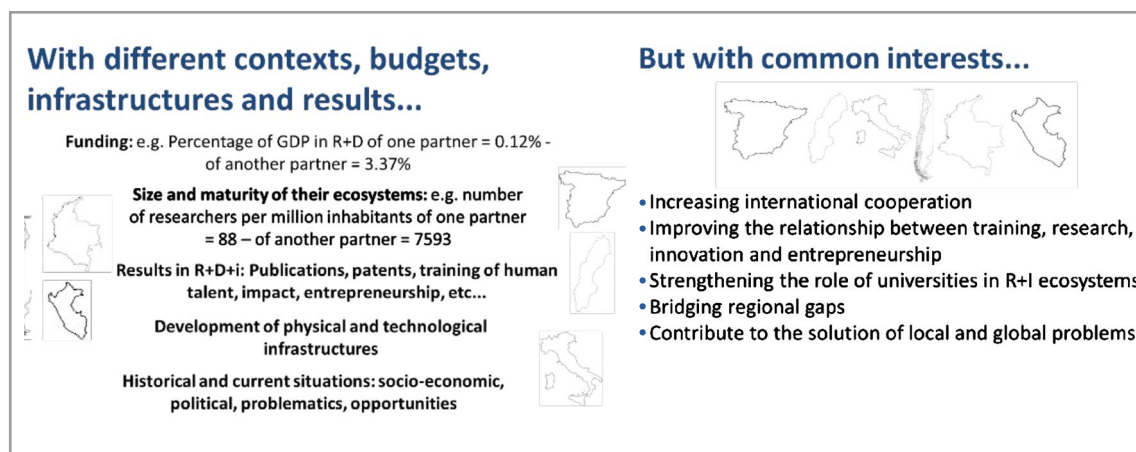 With different contexts, budgets,
infrastructures and results...
Funding: e.g. Percentage of GDP in R+D of one partner = 0.12% -
of another partner = 3.37%
Size and maturity of their ecosystems: e.g. number
of researchers per million inhabitants of one partner
= 88 – of another partner = 7593
Results in R+D+i: Publications, patents, training of human
talent, impact, entrepreneurship, etc...
Development of physical and technological
infrastructures
Historical and current situations: socio-economic,
political, problematics, opportunities
But with common interests...
• Increasing international cooperation
• Improving the relationship between training, research,
innovation and entrepreneurship
• Strengthening the role of universities in R+I ecosystems
• Bridging regional gaps
• Contribute to the solution of local and global problems